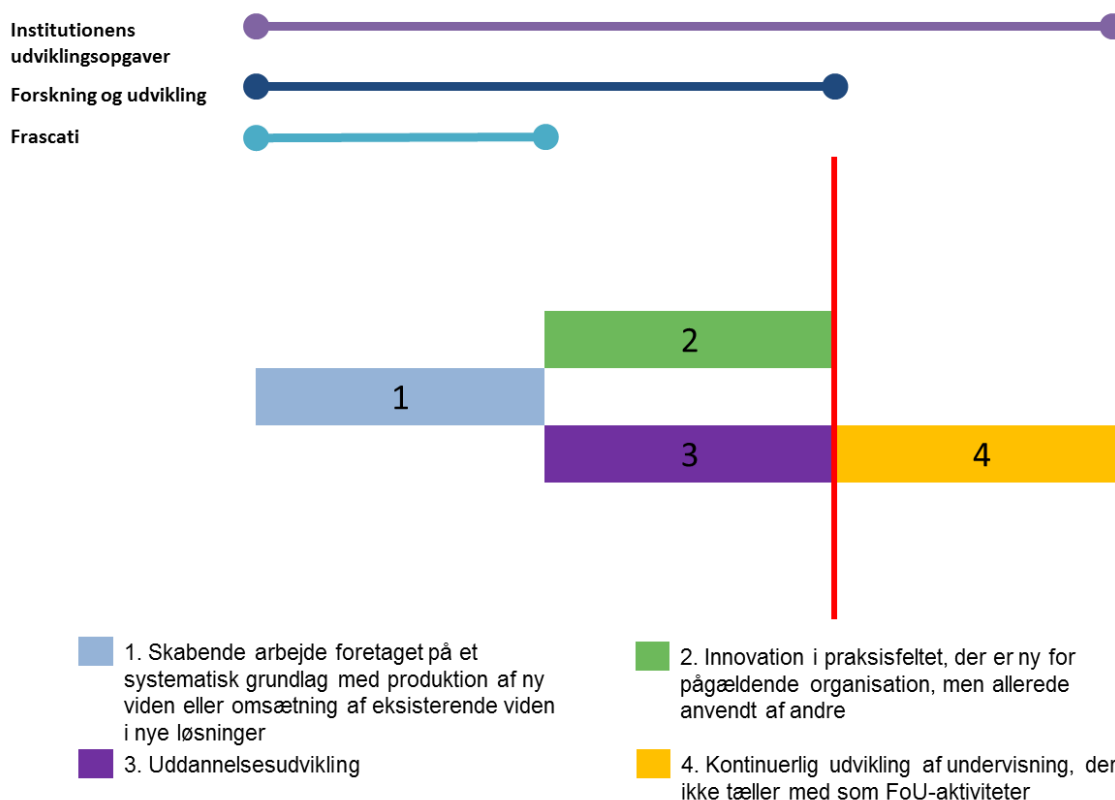 Institutionens
udviklingsopgaver
Forskning og udvikling
Frascati
2
1
3
4
1. Skabende arbejde foretaget på et
systematisk grundlag med produktion af ny
viden eller omsætning af eksisterende viden
i nye løsninger
2. Innovation i praksisfeltet, der er ny for
pågældende organisation, men allerede
anvendt af andre
3. Uddannelsesudvikling
4. Kontinuerlig udvikling af undervisning, der
ikke tæller med som FoU-aktiviteter